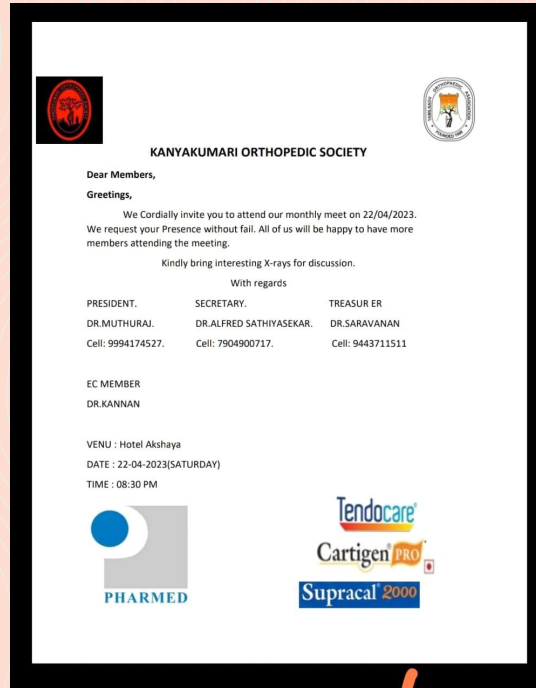 TAMILNADU ORTHOPAEDIC ASSOCIATION
FOUNDED
KANYAKUMARI ORTHOPEDIC SOCIETY
Dear Members,
Greetings,
We Cordially invite you to attend our monthly meet on 22/04/2023.
We request your Presence without fail. All of us will be happy to have more
members attending the meeting.
Kindly bring interesting X-rays for discussion.
With regards
PRESIDENT. SECRETARY. TREASUR ER
DR.MUTHURAJ. DR.ALFRED SATHIYASEKAR. DR.SARAVANAN
Cell: 9994174527. Cell: 7904900717. Cell: 9443711511
EC MEMBER
DR.KANNAN
VENU : Hotel Akshaya
DATE : 22-04-2023(SATURDAY)
TIME : 08:30 PM
PHARMED
Tendocare®
Cartigen® PRO
Supracal® 2000